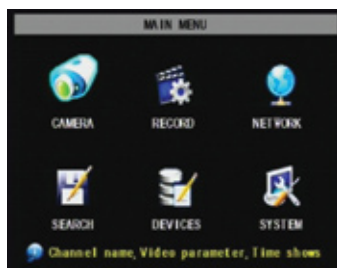 MAIN MENU
CAMERA RECORD NETWORK
SEARCH DEVICES SYSTEM
Channel name, Video parameter, Time shows